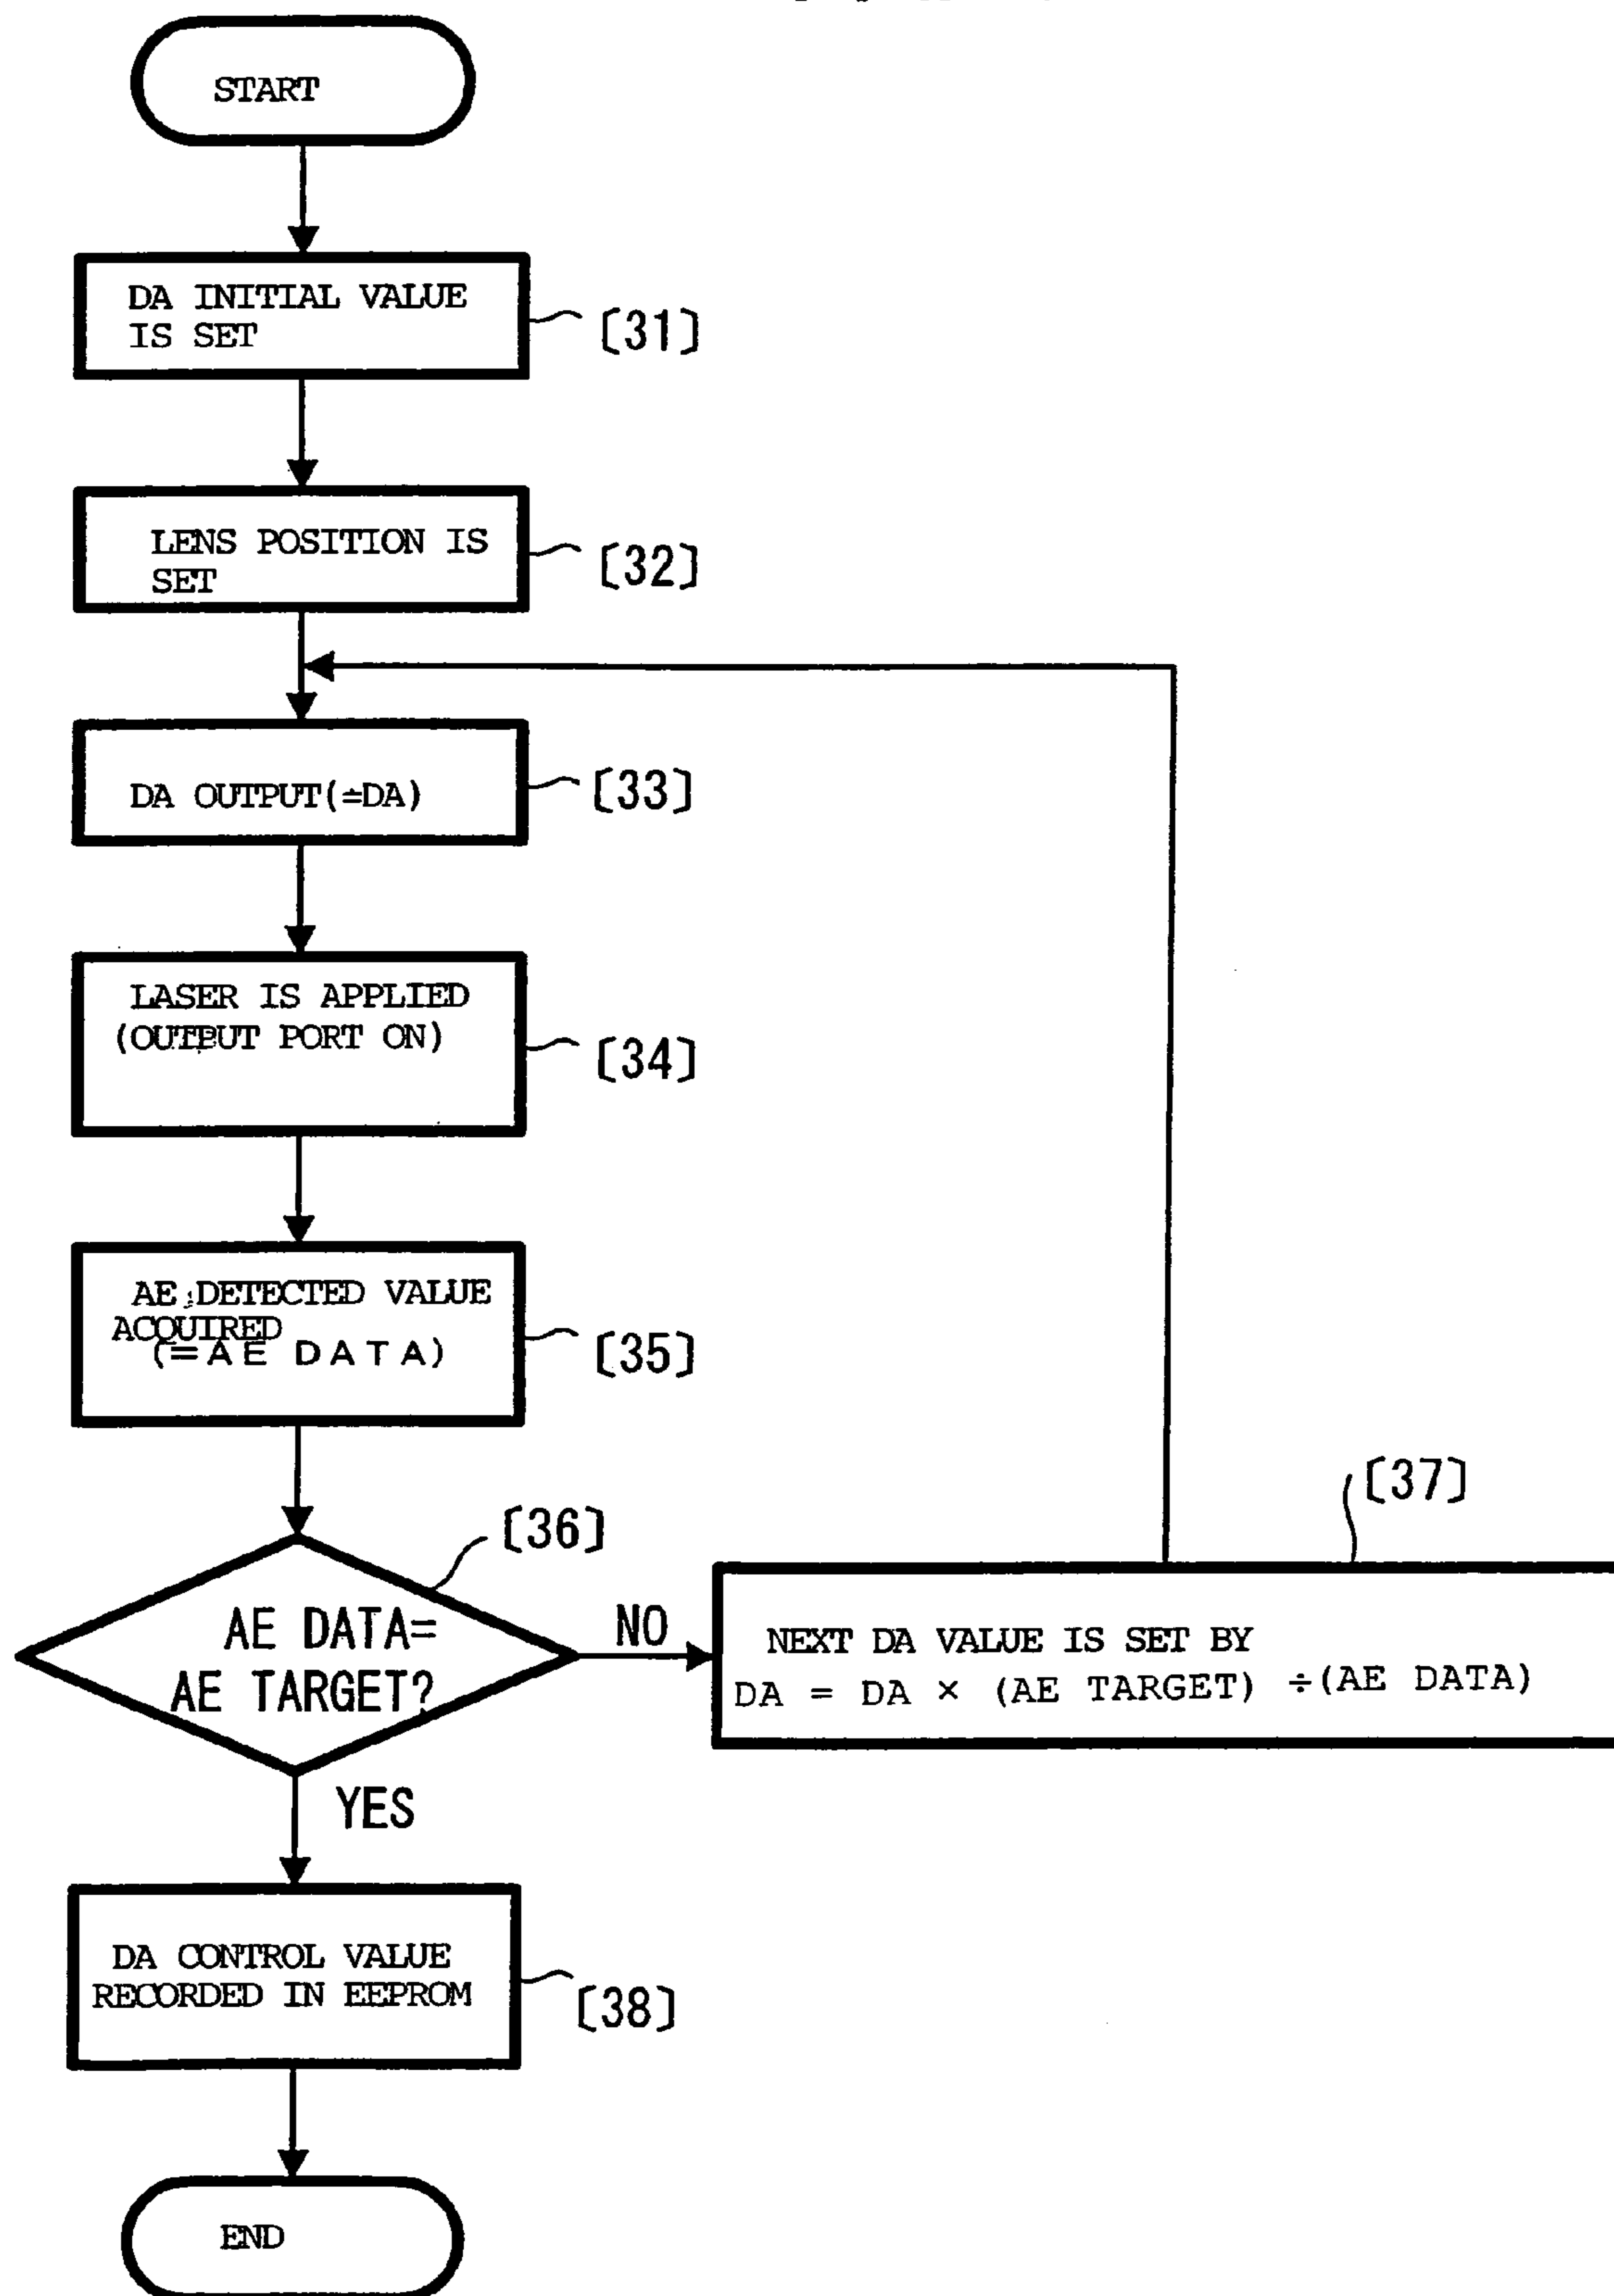 START
DA INITIAL VALUE
IS SET
[31]
LENS POSITION IS
SET
[32]
DA OUTPUT(=DA)
[33]
LASER IS APPLIED
(OUTPUT PORT ON)
[34]
AE DETECTED VALUE
ACQUIRED
(=AE DATA)
[35]
[36]
AE DATA=
AE TARGET?
NO
[37]
NEXT DA VALUE IS SET BY
DA = DA × (AE TARGET) ÷(AE DATA)
YES
DA CONTROL VALUE
RECORDED IN EEPROM
[38]
END